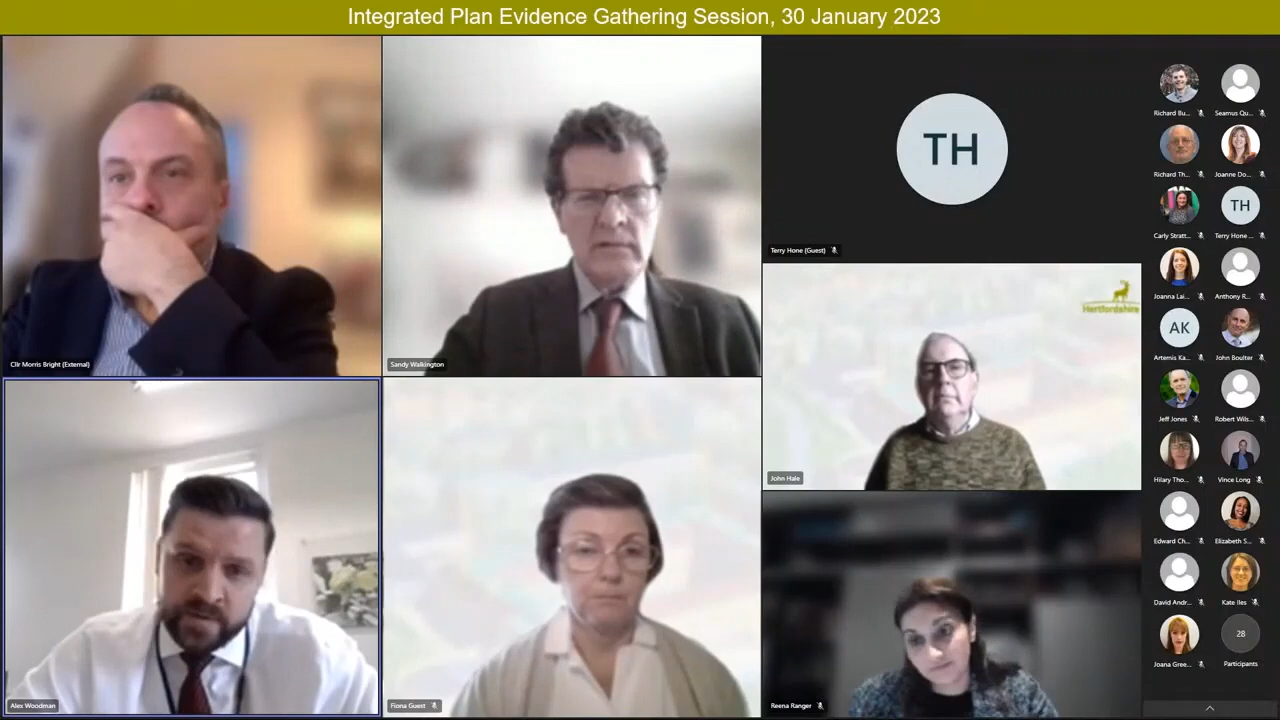 Integrated Plan Evidence Gathering Session, 30 January 2023
Cllr Morris Bright (External)
Sandy Walkington
TH
Terry Hone (Guest)
Hertfordshire
John Hale
Alex Woodman
Fiona Guest
Reena Ranger
Richard Bu...
Seamus Qu...
Richard Th...
Joanne Do...
Carly Stratt...
TH
Terry Hone ...
Joanna Lai...
Anthony R...
AK
Artemis Ka...
John Boulter
Jeff Jones
Robert Wils...
Hilary Tho...
Vince Long
Edward Ch...
Elizabeth S...
David Andr...
Kate Iles
Joana Gree...
28
Participants